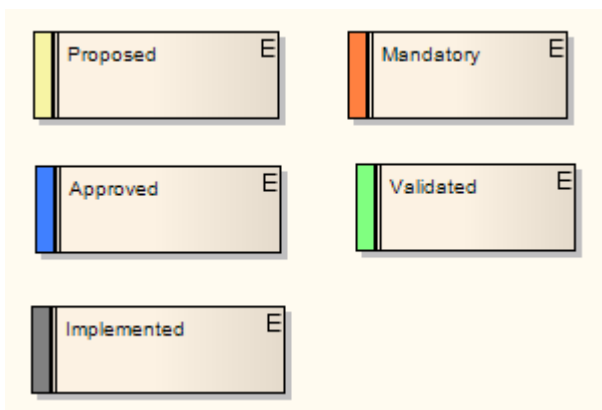 Proposed E
Mandatory E
Approved E
Validated E
Implemented E